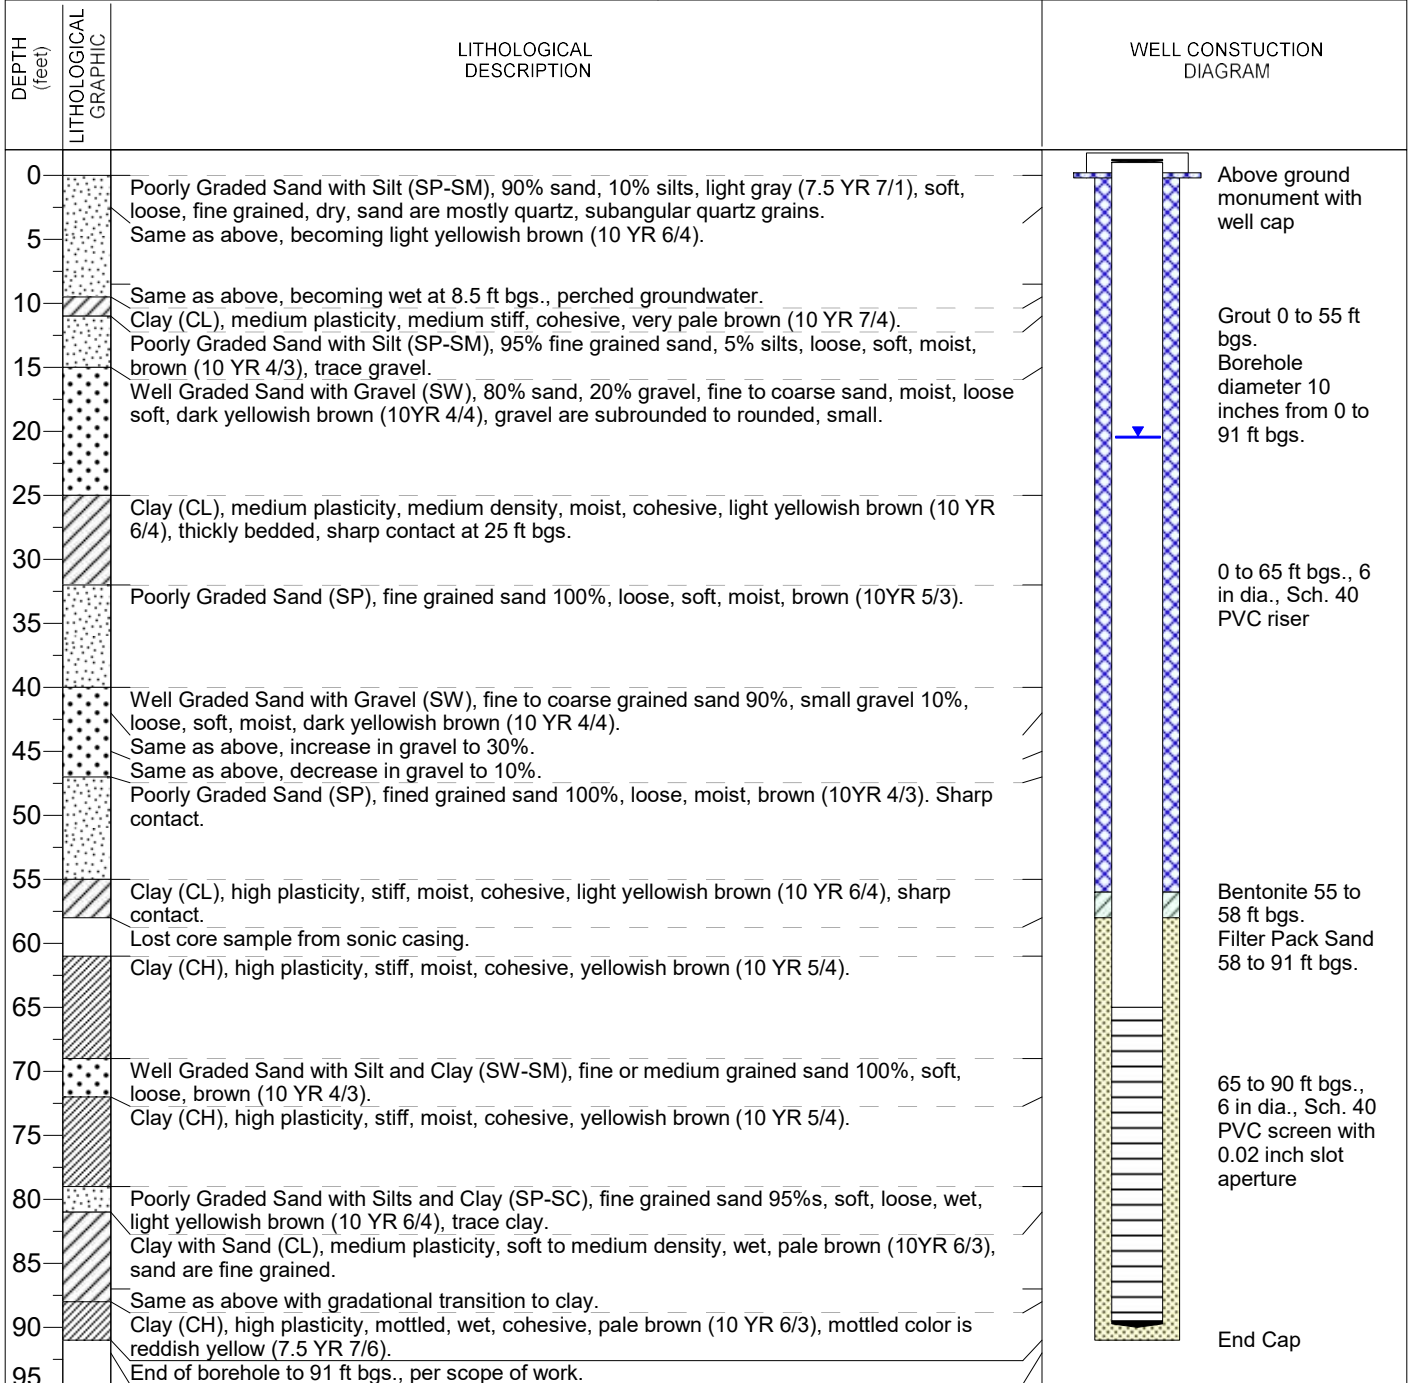 DEPTH
(feet)
LITHOLOGICAL
GRAPHIC
LITHOLOGICAL
DESCRIPTION
WELL CONSTUCTION
DIAGRAM
0
5
10
15
20
25
30
35
40
45
50
55
60
65
70
75
80
85
90
95
Poorly Graded Sand with Silt (SP-SM), 90% sand, 10% silts, light gray (7.5 YR 7/1), soft,
loose, fine grained, dry, sand are mostly quartz, subangular quartz grains.
Same as above, becoming light yellowish brown (10 YR 6/4).
Same as above, becoming wet at 8.5 ft bgs., perched groundwater.
Clay (CL), medium plasticity, medium stiff, cohesive, very pale brown (10 YR 7/4).
Poorly Graded Sand with Silt (SP-SM), 95% fine grained sand, 5% silts, loose, soft, moist,
brown (10 YR 4/3), trace gravel.
Well Graded Sand with Gravel (SW), 80% sand, 20% gravel, fine to coarse sand, moist, loose
soft, dark yellowish brown (10YR 4/4), gravel are subrounded to rounded, small.
Clay (CL), medium plasticity, medium density, moist, cohesive, light yellowish brown (10 YR
6/4), thickly bedded, sharp contact at 25 ft bgs.
Poorly Graded Sand (SP), fine grained sand 100%, loose, soft, moist, brown (10YR 5/3).
Well Graded Sand with Gravel (SW), fine to coarse grained sand 90%, small gravel 10%,
loose, soft, moist, dark yellowish brown (10 YR 4/4).
Same as above, increase in gravel to 30%.
Same as above, decrease in gravel to 10%.
Poorly Graded Sand (SP), fined grained sand 100%, loose, moist, brown (10YR 4/3). Sharp
contact.
Clay (CL), high plasticity, stiff, moist, cohesive, light yellowish brown (10 YR 6/4), sharp
contact.
Lost core sample from sonic casing.
Clay (CH), high plasticity, stiff, moist, cohesive, yellowish brown (10 YR 5/4).
Well Graded Sand with Silt and Clay (SW-SM), fine or medium grained sand 100%, soft,
loose, brown (10 YR 4/3).
Clay (CH), high plasticity, stiff, moist, cohesive, yellowish brown (10 YR 5/4).
Poorly Graded Sand with Silts and Clay (SP-SC), fine grained sand 95%s, soft, loose, wet,
light yellowish brown (10 YR 6/4), trace clay.
Clay with Sand (CL), medium plasticity, soft to medium density, wet, pale brown (10YR 6/3),
sand are fine grained.
Same as above with gradational transition to clay.
Clay (CH), high plasticity, mottled, wet, cohesive, pale brown (10 YR 6/3), mottled color is
reddish yellow (7.5 YR 7/6).
End of borehole to 91 ft bgs., per scope of work.
Above ground
monument with
well cap
Grout 0 to 55 ft
bgs.
Borehole
diameter 10
inches from 0 to
91 ft bgs.
0 to 65 ft bgs., 6
in dia., Sch. 40
PVC riser
Bentonite 55 to
58 ft bgs.
Filter Pack Sand
58 to 91 ft bgs.
65 to 90 ft bgs.,
6 in dia., Sch. 40
PVC screen with
0.02 inch slot
aperture
End Cap